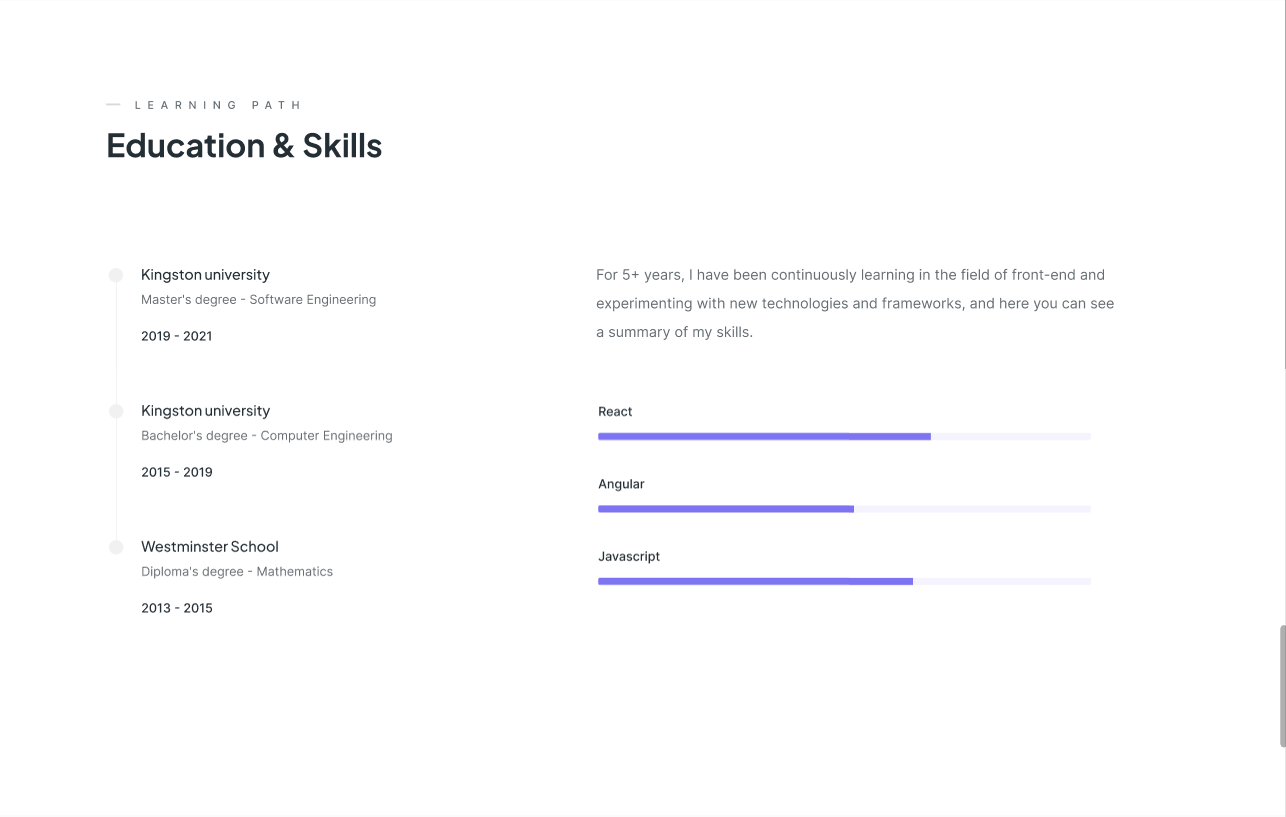 LEARNING PATH
Education & Skills
Kingston university
Master's degree - Software Engineering
2019 - 2021
Kingston university
Bachelor's degree - Computer Engineering
2015 - 2019
Westminster School
Diploma's degree - Mathematics
2013 - 2015
For 5+ years, I have been continuously learning in the field of front-end and
experimenting with new technologies and frameworks, and here you can see
a summary of my skills.
React
Angular
Javascript